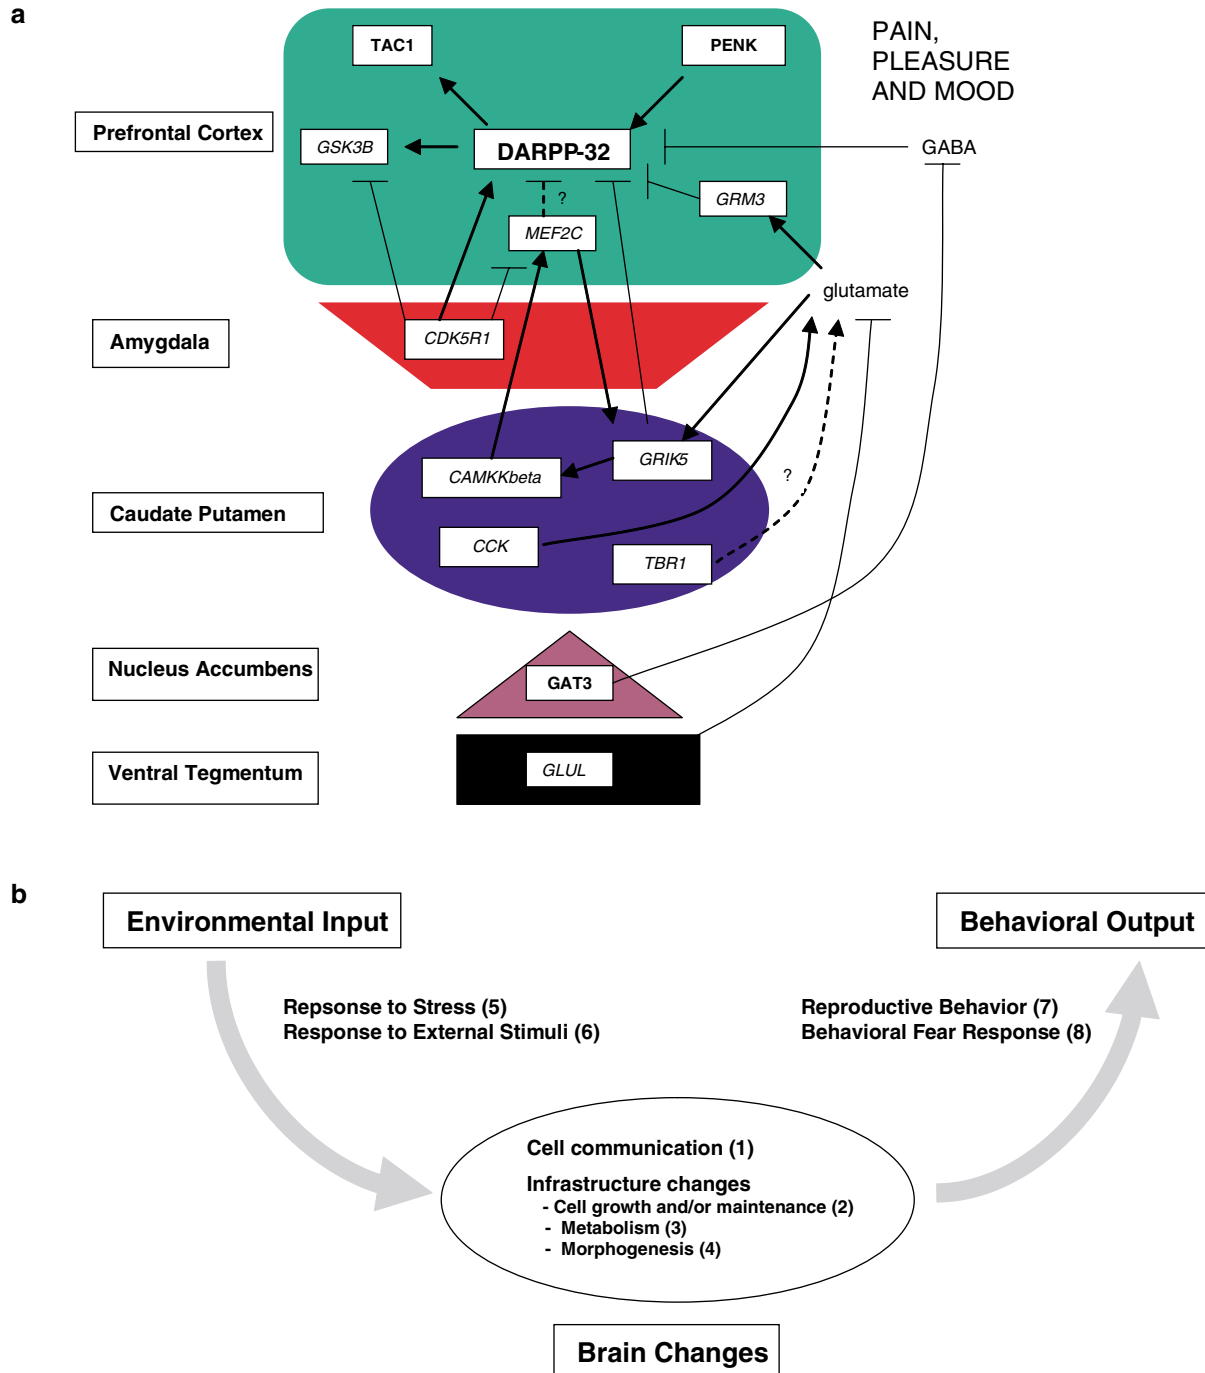 a
PAIN,
PLEASURE
AND MOOD
TAC1
PENK
Prefrontal Cortex
GSK3B
DARPP-32
GABA
?
GRM3
MEF2C
glutamate
Amygdala
CDK5R1
GRIK5
CAMKKbeta
?
Caudate Putamen
CCK
TBR1
Nucleus Accumbens
GAT3
Ventral Tegmentum
GLUL
b
Environmental Input
Behavioral Output
Repsonse to Stress (5)
Response to External Stimuli (6)
Reproductive Behavior (7)
Behavioral Fear Response (8)
Cell communication (1)
Infrastructure changes
- Cell growth and/or maintenance (2)
- Metabolism (3)
- Morphogenesis (4)
Brain Changes